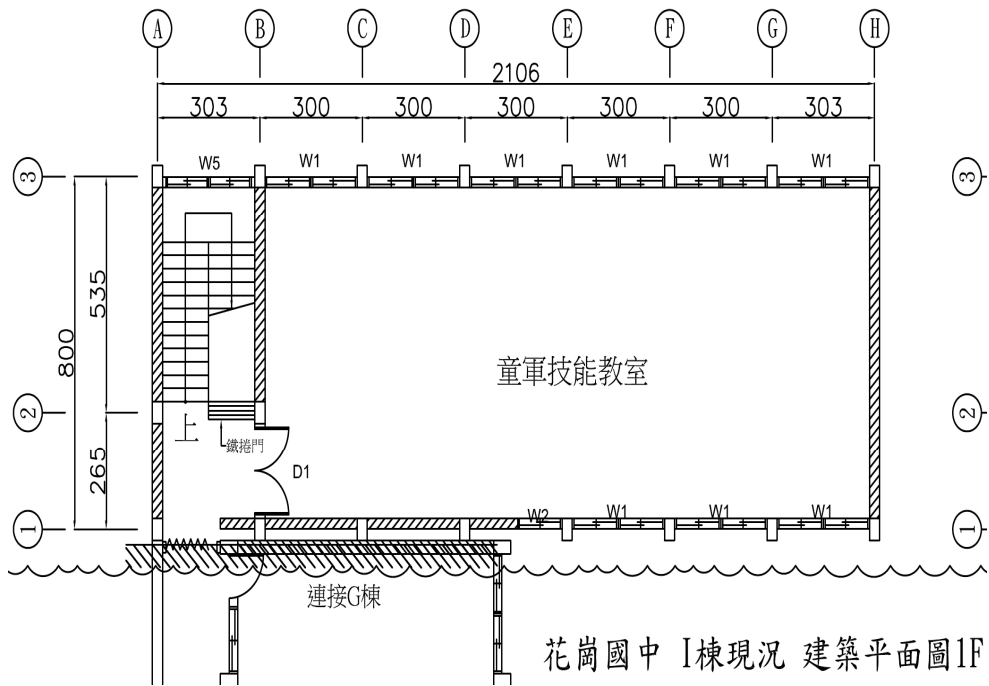 A B C D E F G H
2106
303 300 300 300 300 300 303
W5 W1 W1 W1 W1 W1 W1
3 3
535
800
童軍技能教室
2 2
上
鐵捲門
D1
265
W2 W1 W1 W1
1 1
連接G棟
花崗國中 I棟現況 建築平面圖1F